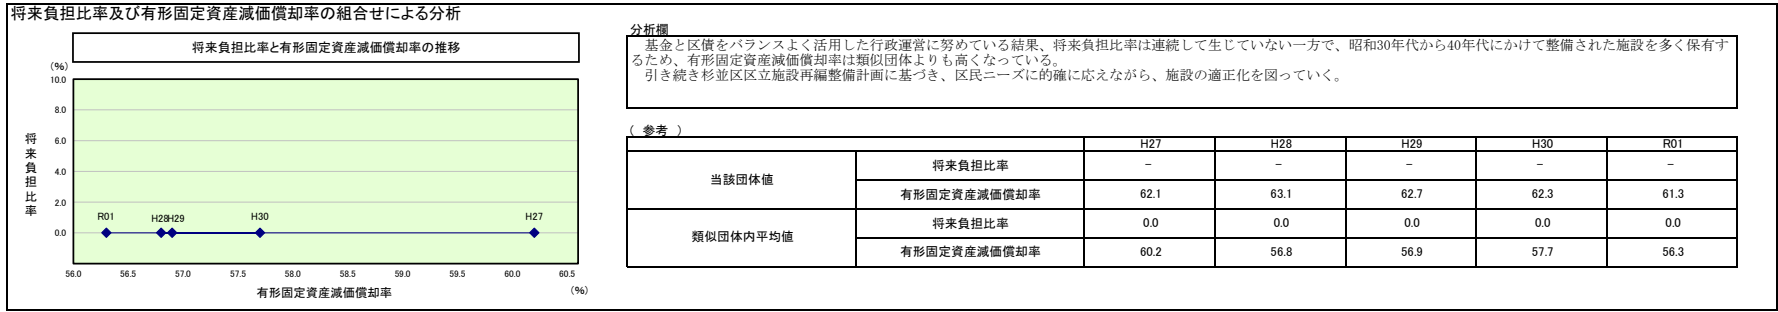 将来負担比率及び有形固定資産減価償却率の組合せによる分析
将来負担比率と有形固定資産減価償却率の推移
(%)
10.0
8.0
6.0
4.0
2.0
0.0
将来負担比率
R01 H28 H29 H30 H27
56.0 56.5 57.0 57.5 58.0 58.5 59.0 59.5 60.0 60.5
有形固定資産減価償却率
(%)
分析欄
基金と区債をバランスよく活用した行政運営に努めている結果、将来負担比率は連続して生じていない一方で、昭和30年代から40年代にかけて整備された施設を多く保有す
るため、有形固定資産減価償却率は類似団体よりも高くなっている。
引き続き杉並区区立施設再編整備計画に基づき、区民ニーズに的確に応えながら、施設の適正化を図っていく。
( 参考 )
H27 H28 H29 H30 R01
当該団体値
将来負担比率 － － － － －
有形固定資産減価償却率 62.1 63.1 62.7 62.3 61.3
類似団体内平均値
将来負担比率 0.0 0.0 0.0 0.0 0.0
有形固定資産減価償却率 60.2 56.8 56.9 57.7 56.3